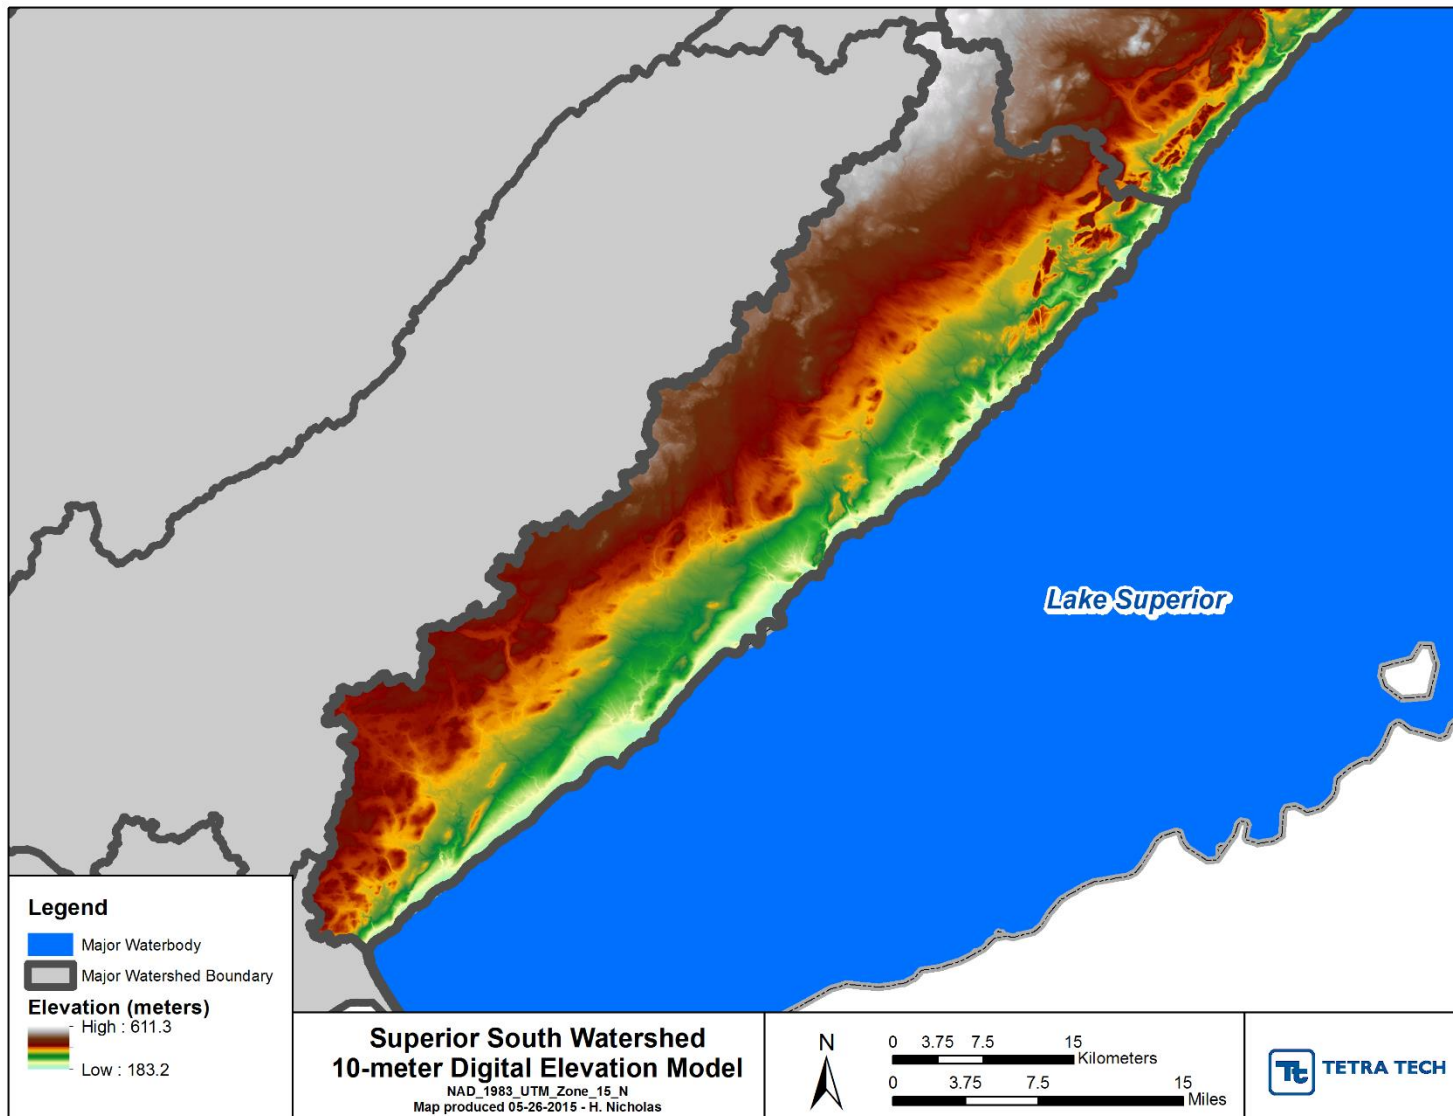 Lake Superior
Legend
Major Waterbody
Major Watershed Boundary
Elevation (meters)
High : 611.3
Low : 183.2
Superior South Watershed
10-meter Digital Elevation Model
NAD_1983_UTM_Zone_15_N
Map produced 05-26-2015 - H. Nicholas
N
0 3.75 7.5 15
Kilometers
0 3.75 7.5 15
Miles
Tt TETRA TECH